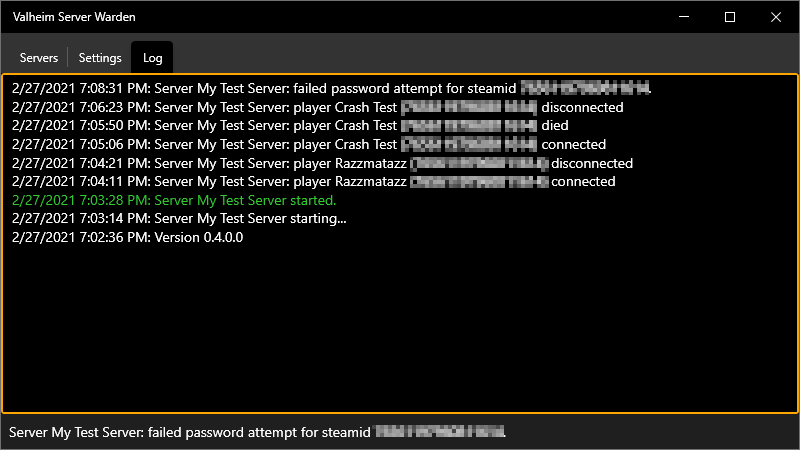 Valheim Server Warden
Servers
Settings
Log
2/27/2021 7:08:31 PM: Server My Test Server: failed password attempt for steamid
2/27/2021 7:06:23 PM: Server My Test Server: player Crash Test disconnected
2/27/2021 7:05:50 PM: Server My Test Server: player Crash Test died
2/27/2021 7:05:06 PM: Server My Test Server: player Crash Test connected
2/27/2021 7:04:21 PM: Server My Test Server: player Razzmatazz disconnected
2/27/2021 7:04:11 PM: Server My Test Server: player Razzmatazz connected
2/27/2021 7:03:28 PM: Server My Test Server started.
2/27/2021 7:03:14 PM: Server My Test Server starting...
2/27/2021 7:02:36 PM: Version 0.4.0.0
Server My Test Server: failed password attempt for steamid